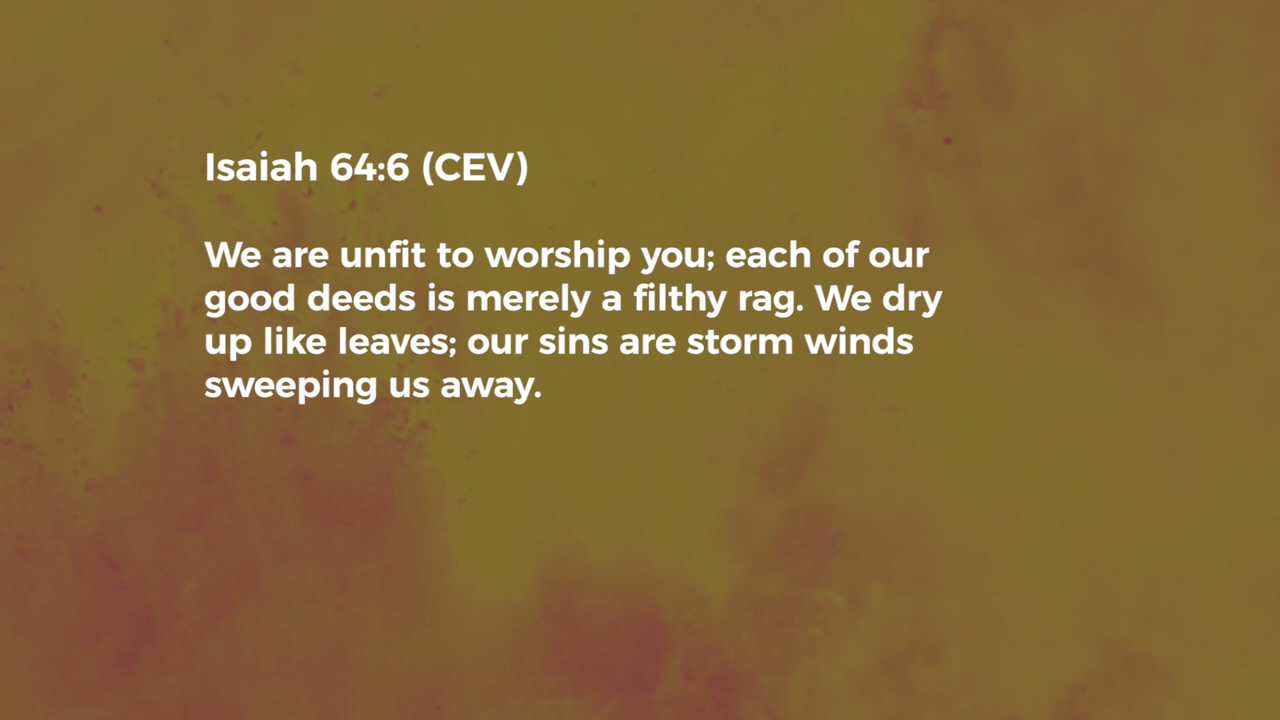 Isaiah 64:6 (CEV)
We are unfit to worship you; each of our
good deeds is merely a filthy rag. We dry
up like leaves; our sins are storm winds
sweeping us away.